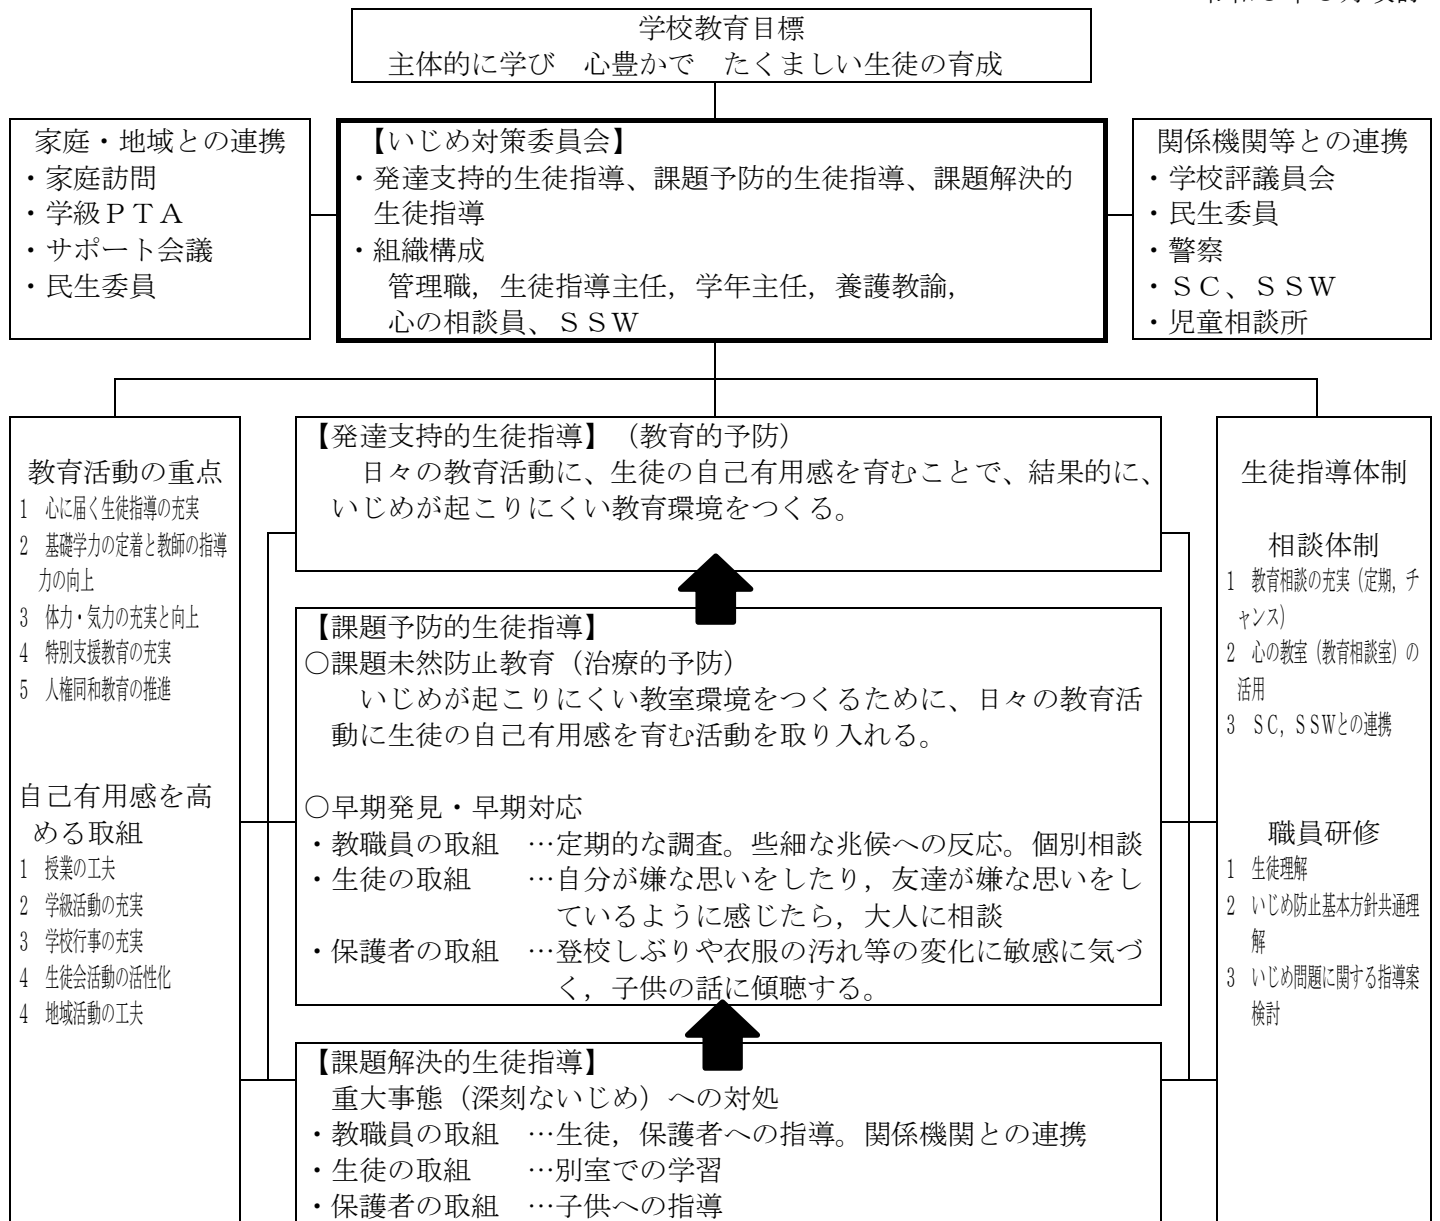 学校教育目標
主体的に学び　心豊かで　たくましい生徒の育成
家庭・地域との連携
・家庭訪問
・学級ＰＴＡ
・サポート会議
・民生委員
【いじめ対策委員会】
・発達支持的生徒指導、課題予防的生徒指導、課題解決的
生徒指導
・組織構成
管理職，生徒指導主任，学年主任，養護教諭，
心の相談員、ＳＳＷ
関係機関等との連携
・学校評議員会
・民生委員
・警察
・ＳＣ、ＳＳＷ
・児童相談所
教育活動の重点
1　心に届く生徒指導の充実
2　基礎学力の定着と教師の指導
力の向上
3　体力・気力の充実と向上
4　特別支援教育の充実
5　人権同和教育の推進
自己有用感を高
める取組
1　授業の工夫
2　学級活動の充実
3　学校行事の充実
4　生徒会活動の活性化
4　地域活動の工夫
【発達支持的生徒指導】（教育的予防）
日々の教育活動に、生徒の自己有用感を育むことで、結果的に、
いじめが起こりにくい教育環境をつくる。
【課題予防的生徒指導】
○課題未然防止教育（治療的予防）
いじめが起こりにくい教室環境をつくるために、日々の教育活
動に生徒の自己有用感を育む活動を取り入れる。
○早期発見・早期対応
・教職員の取組　…定期的な調査。些細な兆候への反応。個別相談
・生徒の取組　　…自分が嫌な思いをしたり，友達が嫌な思いをし
ているように感じたら，大人に相談
・保護者の取組　…登校しぶりや衣服の汚れ等の変化に敏感に気づ
く，子供の話に傾聴する。
【課題解決的生徒指導】
重大事態（深刻ないじめ）への対処
・教職員の取組　…生徒，保護者への指導。関係機関との連携
・生徒の取組　　…別室での学習
・保護者の取組　…子供への指導
生徒指導体制
相談体制
1　教育相談の充実（定期，チ
ャンス）
2　心の教室（教育相談室）の
活用
3　ＳＣ，ＳＳＷとの連携
職員研修
1　生徒理解
2　いじめ防止基本方針共通理
解
3　いじめ問題に関する指導案
検討